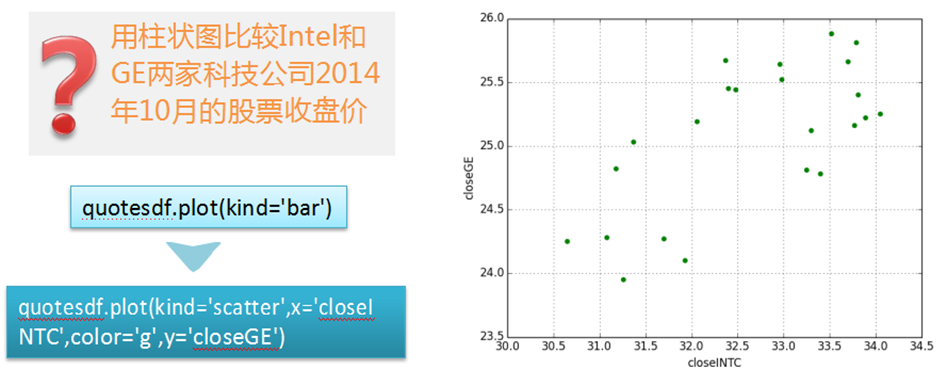 用柱状图比较Intel和
GE两家科技公司2014
年10月的股票收盘价
quotesdf.plot(kind='bar')
quotesdf.plot(kind='scatter',x='closeI
NTC',color='g',y='closeGE')
26.0
25.5
25.0
24.5
24.0
23.5
closeGE
30.0 30.5 31.0 31.5 32.0 32.5 33.0 33.5 34.0 34.5
closeINTC